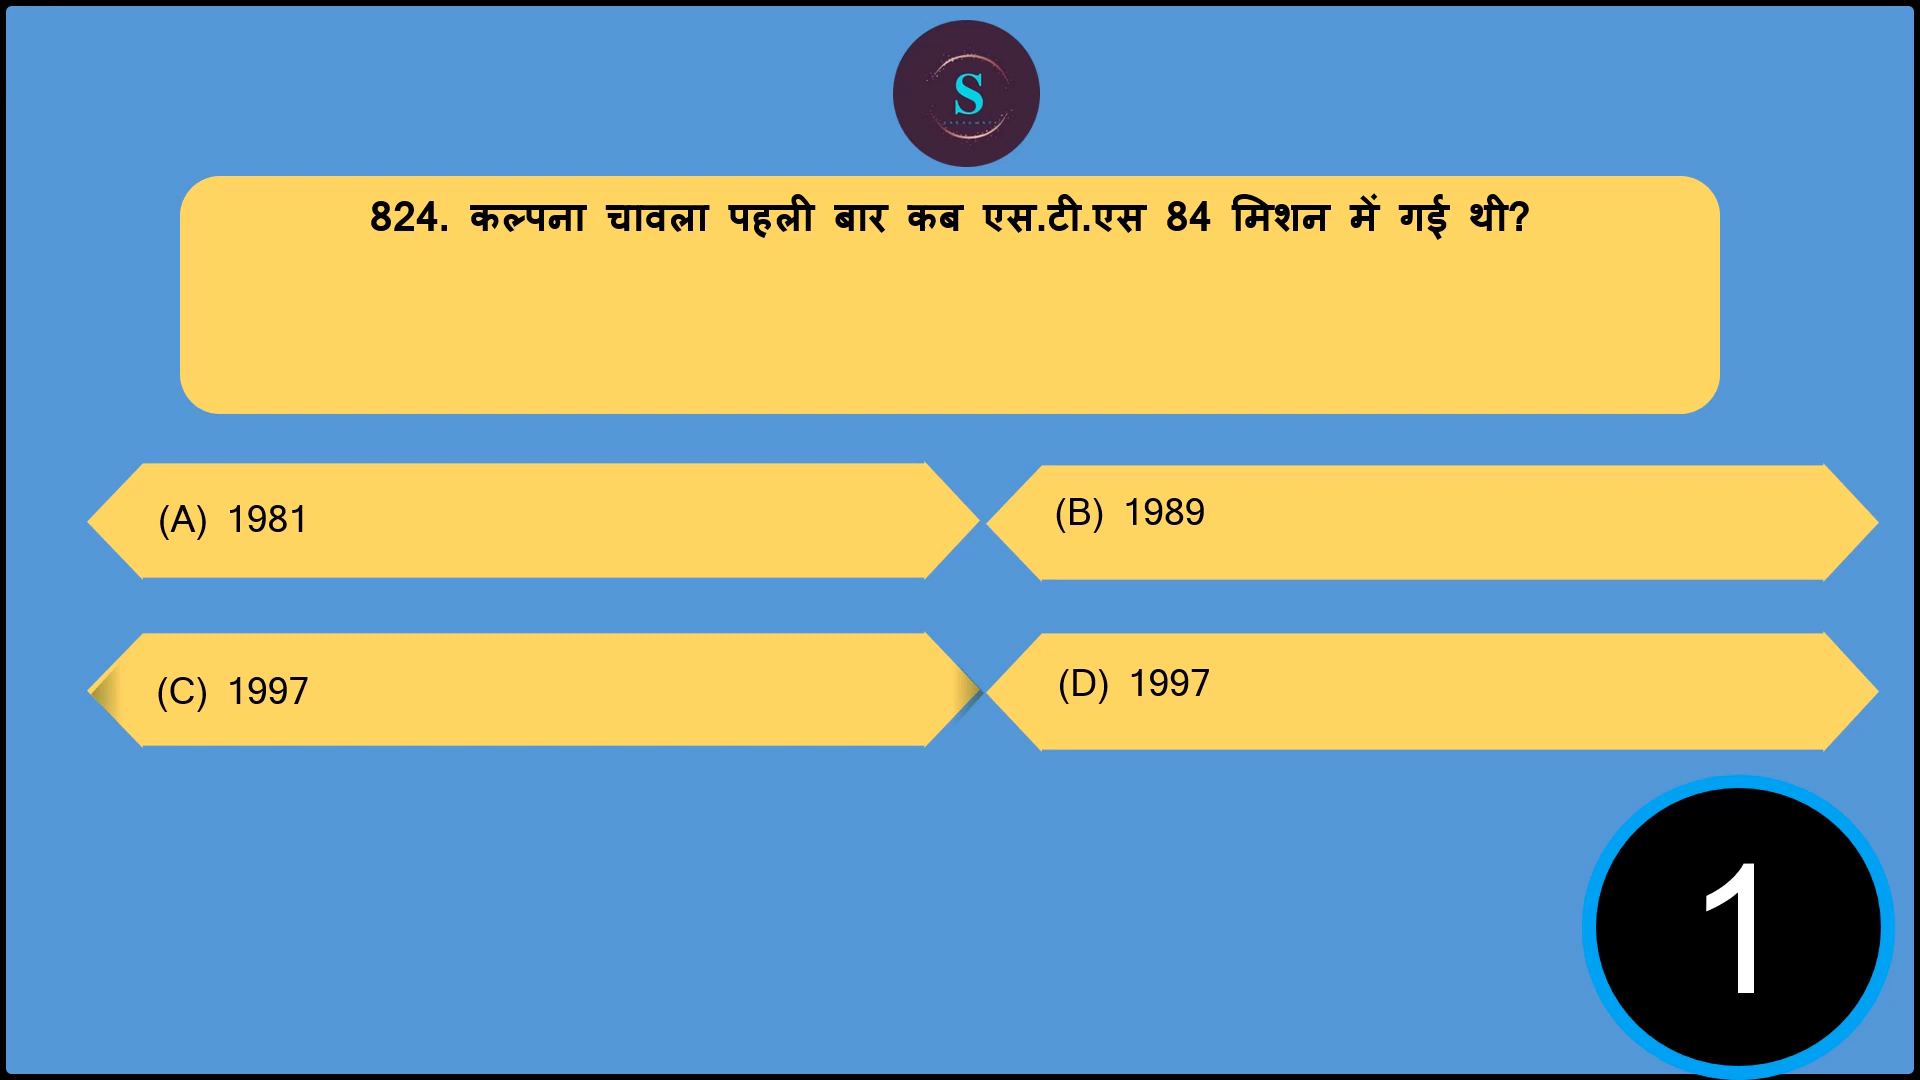 S
824. कल्पना चावला पहली बार कब एस.टी.एस 84 मिशन में गई थी?
(A) 1981
(B) 1989
(C) 1997
(D) 1997
1